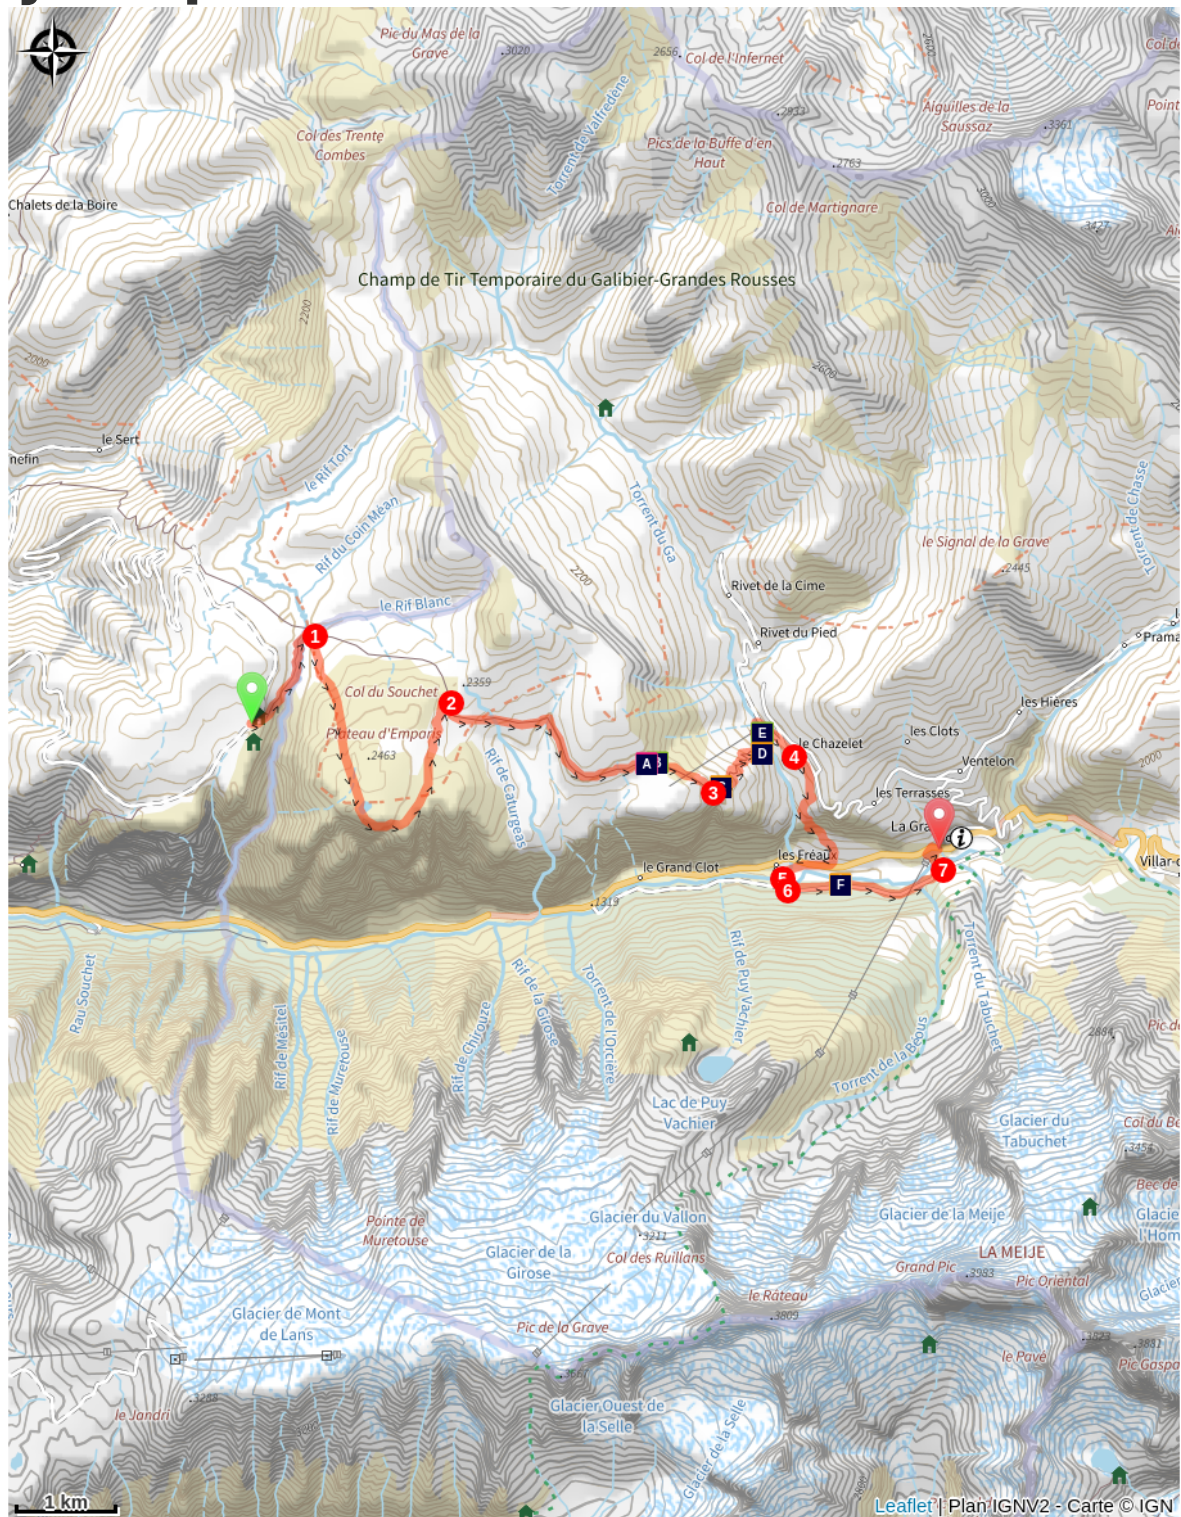 Pic du Mas de la
Grave
3020
2656
Col de l'Infernet
2600
Col de
Aiguilles de la
Saussaz
Point
2933
3361
Col des Trente
Combes
Torrent de Valfredène
Pics de la Buffe d'en
Haut
2763
3000
Chalets de la Boire
Col de Martignare
3427
Champ de Tir Temporaire du Galibier-Grandes Rousses
2200
2000
2600
le Sert
nefin
le Rif Tort
Rif du Coin Mean
Torrent du Ga
Torrent de Chasse
le Signal de la Grave
2445
2200
Rivet de la Cime
le Rif Blanc
Rivet du Pied
Prama
1
2359
Col du Souchet
2
les Hières
Plateau d'Emparis
2463
E
les Clots
le Chazelet
D
4
Rif de Caturgeas
A
Ventelon
2000
3
les Terrasses
La Gra
i
les Fréaux
Villar-d
le Grand Clot
5
7
6
F
1319
Rau Souchet
Rif de Mésitel
Rif de Muretouse
Rif de Chirouze
Rif de la Girose
Torrent de l'Orcière
Rif de Puy Vachier
Torrent du Tabuchet
Torrent de la Béous
2884
Pic de
Lac de Puy
Vachier
Glacier du
Tabuchet
Col du Be
3454
Bec de
Pointe de
Muretouse
Glacier du Vallon
3211
Glacier de la Meije
Glacie
l'Hom
Glacier de la
Girose
Col des Ruillans
LA MEIJE
Grand Pic
3983
Pic Oriental
Glacier
le Râteau
3809
Glacier de Mont
de Lans
Pic de la Grave
le Pavé
3881
Pic Gaspa
3288
le Jandri
Glacier Ouest de
la Selle
Glacier de la Selle
1 km
Leaflet | Plan IGNV2 - Carte © IGN